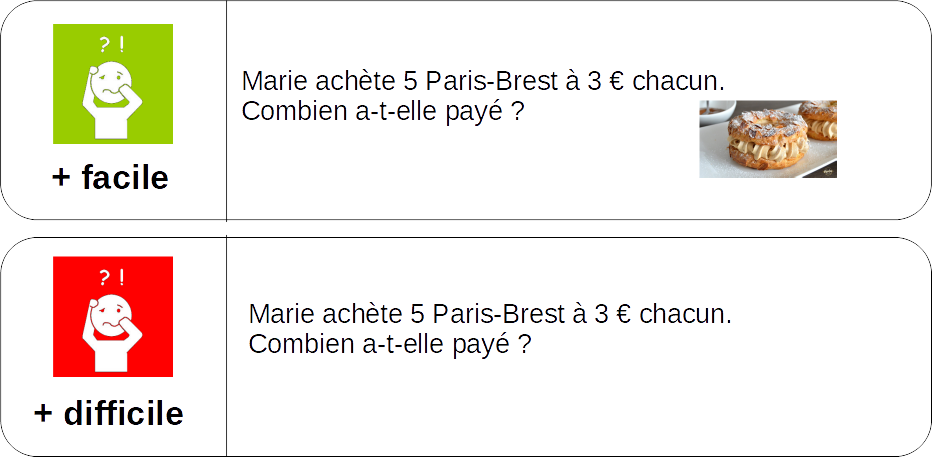 ? !
+ facile
Marie achète 5 Paris-Brest à 3 € chacun.
Combien a-t-elle payé ?
? !
+ difficile
Marie achète 5 Paris-Brest à 3 € chacun.
Combien a-t-elle payé ?